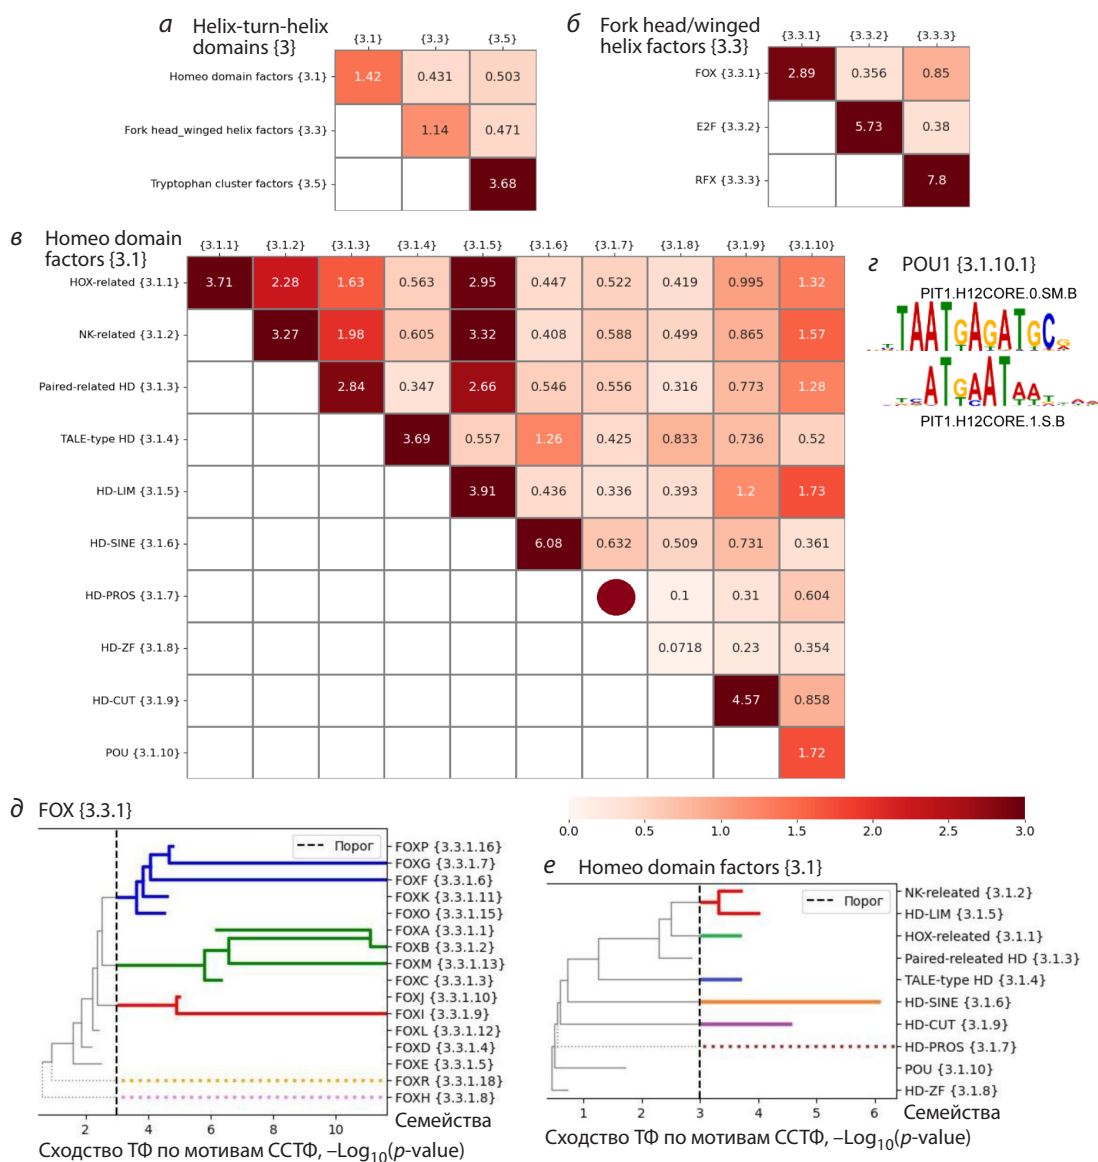 а Helix-turn-helix
domains {3}
{3.1} {3.3} {3.5}
Homeo domain factors {3.1} 1.42 0.431 0.503
Fork head_winged helix factors {3.3} 1.14 0.471
Tryptophan cluster factors {3.5} 3.68
б Fork head/winged
helix factors {3.3}
{3.3.1} {3.3.2} {3.3.3}
FOX {3.3.1} 2.89 0.356 0.85
E2F {3.3.2} 5.73 0.38
RFX {3.3.3} 7.8
в Homeo domain
factors {3.1}
{3.1.1} {3.1.2} {3.1.3} {3.1.4} {3.1.5} {3.1.6} {3.1.7} {3.1.8} {3.1.9} {3.1.10}
HOX-related {3.1.1} 3.71 2.28 1.63 0.563 2.95 0.447 0.522 0.419 0.995 1.32
NK-related {3.1.2} 3.27 1.98 0.605 3.32 0.408 0.588 0.499 0.865 1.57
Paired-related HD {3.1.3} 2.84 0.347 2.66 0.546 0.556 0.316 0.773 1.28
TALE-type HD {3.1.4} 3.69 0.557 1.26 0.425 0.833 0.736 0.52
HD-LIM {3.1.5} 3.91 0.436 0.336 0.393 1.2 1.73
HD-SINE {3.1.6} 6.08 0.632 0.509 0.731 0.361
HD-PROS {3.1.7} 0.1 0.31 0.604
HD-ZF {3.1.8} 0.0718 0.23 0.354
HD-CUT {3.1.9} 4.57 0.858
POU {3.1.10} 1.72
г POU1 {3.1.10.1}
PIT1.H12CORE.0.SM.B
TAATGAGATGC
ATGAATAA
PIT1.H12CORE.1.S.B
0.0 0.5 1.0 1.5 2.0 2.5 3.0
д FOX {3.3.1}
Порог
FOXP {3.3.1.16}
FOXG {3.3.1.7}
FOXF {3.3.1.6}
FOXK {3.3.1.11}
FOXO {3.3.1.15}
FOXA {3.3.1.1}
FOXB {3.3.1.2}
FOXM {3.3.1.13}
FOXC {3.3.1.3}
FOXJ {3.3.1.10}
FOXI {3.3.1.9}
FOXL {3.3.1.12}
FOXD {3.3.1.4}
FOXE {3.3.1.5}
FOXR {3.3.1.18}
FOXH {3.3.1.8}
2 4 6 8 10
Семейства
Сходство ТФ по мотивам ССТФ, –Log10(p-value)
е Homeo domain factors {3.1}
Порог
NK-releated {3.1.2}
HD-LIM {3.1.5}
HOX-releated {3.1.1}
Paired-releated HD {3.1.3}
TALE-type HD {3.1.4}
HD-SINE {3.1.6}
HD-CUT {3.1.9}
HD-PROS {3.1.7}
POU {3.1.10}
HD-ZF {3.1.8}
1 2 3 4 5 6
Семейства
Сходство ТФ по мотивам ССТФ, –Log10(p-value)